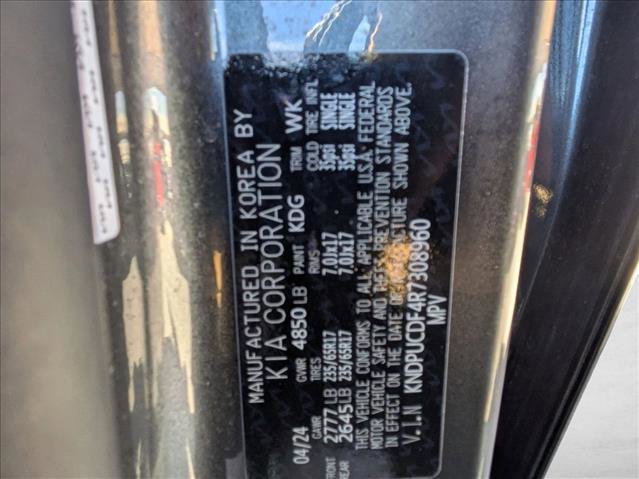 MANUFACTURED IN KOREA BY
KIA CORPORATION
04/24 GVWR 4850 LB PAINT KDG TRIM WK
GAWR TIRES RIMS COLD TIRE INFL
2777 LB 235/65R17 7.0Jx17 35psi SINGLE
REAR 2645LB 235/65R17 7.0Jx17 35psi SINGLE
THIS VEHICLE CONFORMS TO ALL APPLICABLE U.S.A. FEDERAL
MOTOR VEHICLE SAFETY AND THEFT PREVENTION STANDARDS
IN EFFECT ON THE DATE OF MANUFACTURE SHOWN ABOVE.
V.I.N KNDPUCDF4R7308960
MPV